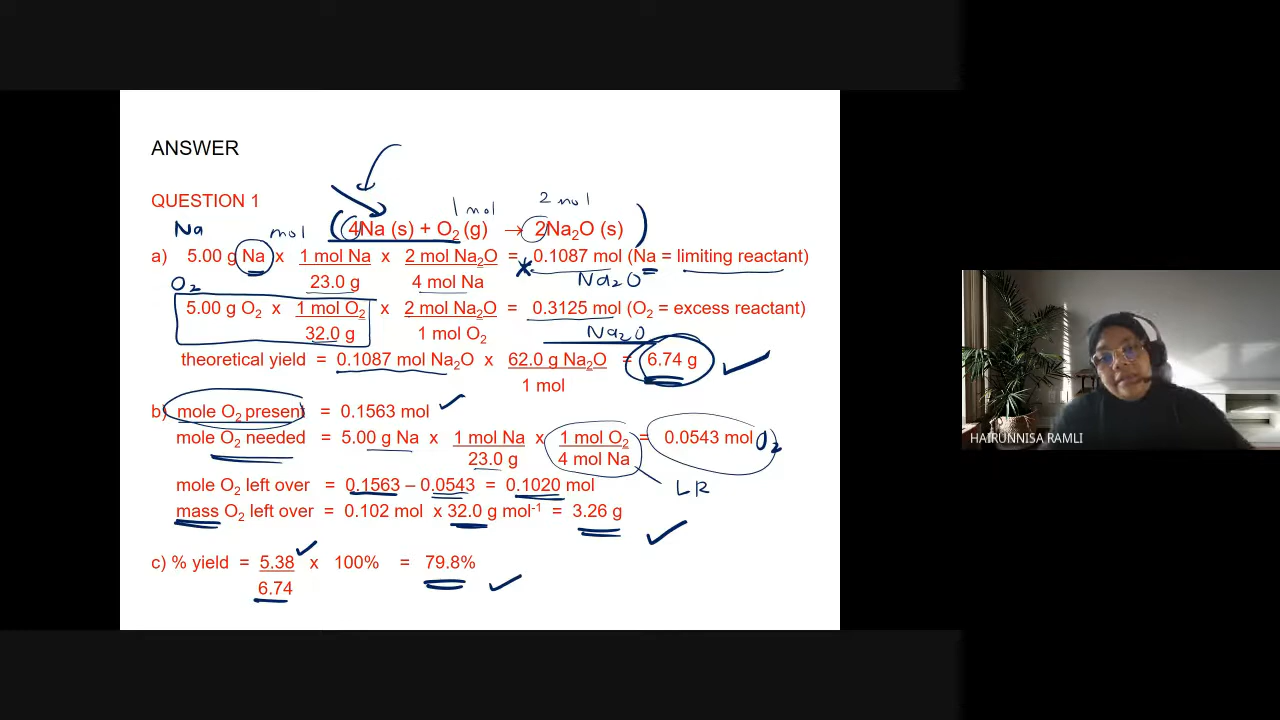 ANSWER
QUESTION 1
1 mol 2 mol
Na mol (4Na (s) + O₂ (g) → 2Na₂O (s))
a) 5.00 g Na x 1 mol Na x 2 mol Na₂O = 0.1087 mol (Na = limiting reactant)
23.0 g 4 mol Na Na₂O
O₂
5.00 g O₂ x 1 mol O₂ x 2 mol Na₂O = 0.3125 mol (O₂ = excess reactant)
32.0 g 1 mol O₂ Na₂O
theoretical yield = 0.1087 mol Na₂O x 62.0 g Na₂O = 6.74 g ✓
1 mol
b) mole O₂ present = 0.1563 mol ✓
mole O₂ needed = 5.00 g Na x 1 mol Na x 1 mol O₂ = 0.0543 mol O₂
23.0 g 4 mol Na
mole O₂ left over = 0.1563 – 0.0543 = 0.1020 mol LR
mass O₂ left over = 0.102 mol x 32.0 g mol⁻¹ = 3.26 g ✓
c) % yield = 5.38 ✓ x 100% = 79.8% ✓
6.74
HAIRUNNISA RAMLI